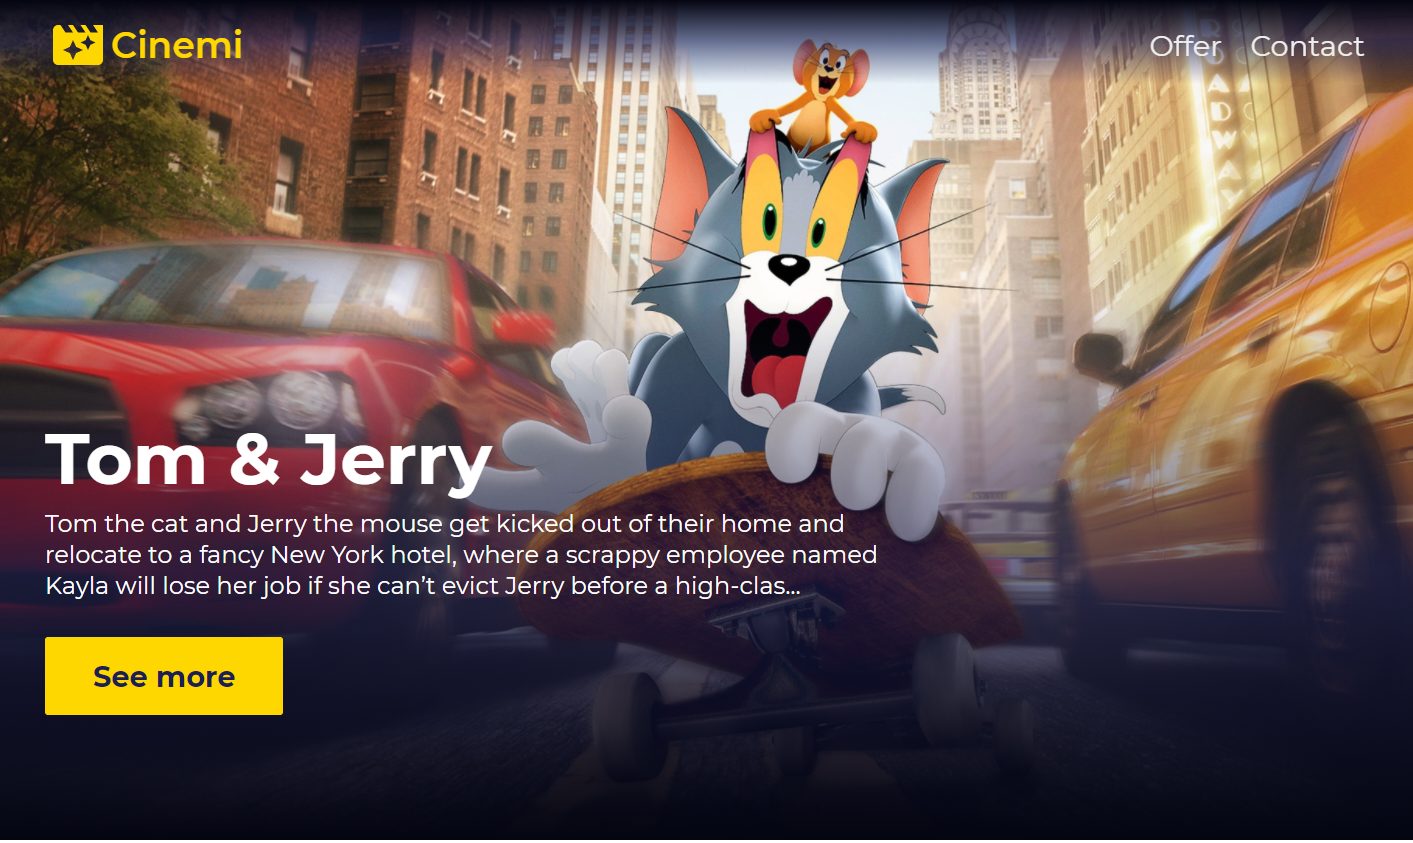 Cinemi
Offer
Contact
BROADWAY
Tom & Jerry
Tom the cat and Jerry the mouse get kicked out of their home and
relocate to a fancy New York hotel, where a scrappy employee named
Kayla will lose her job if she can’t evict Jerry before a high-clas...
See more